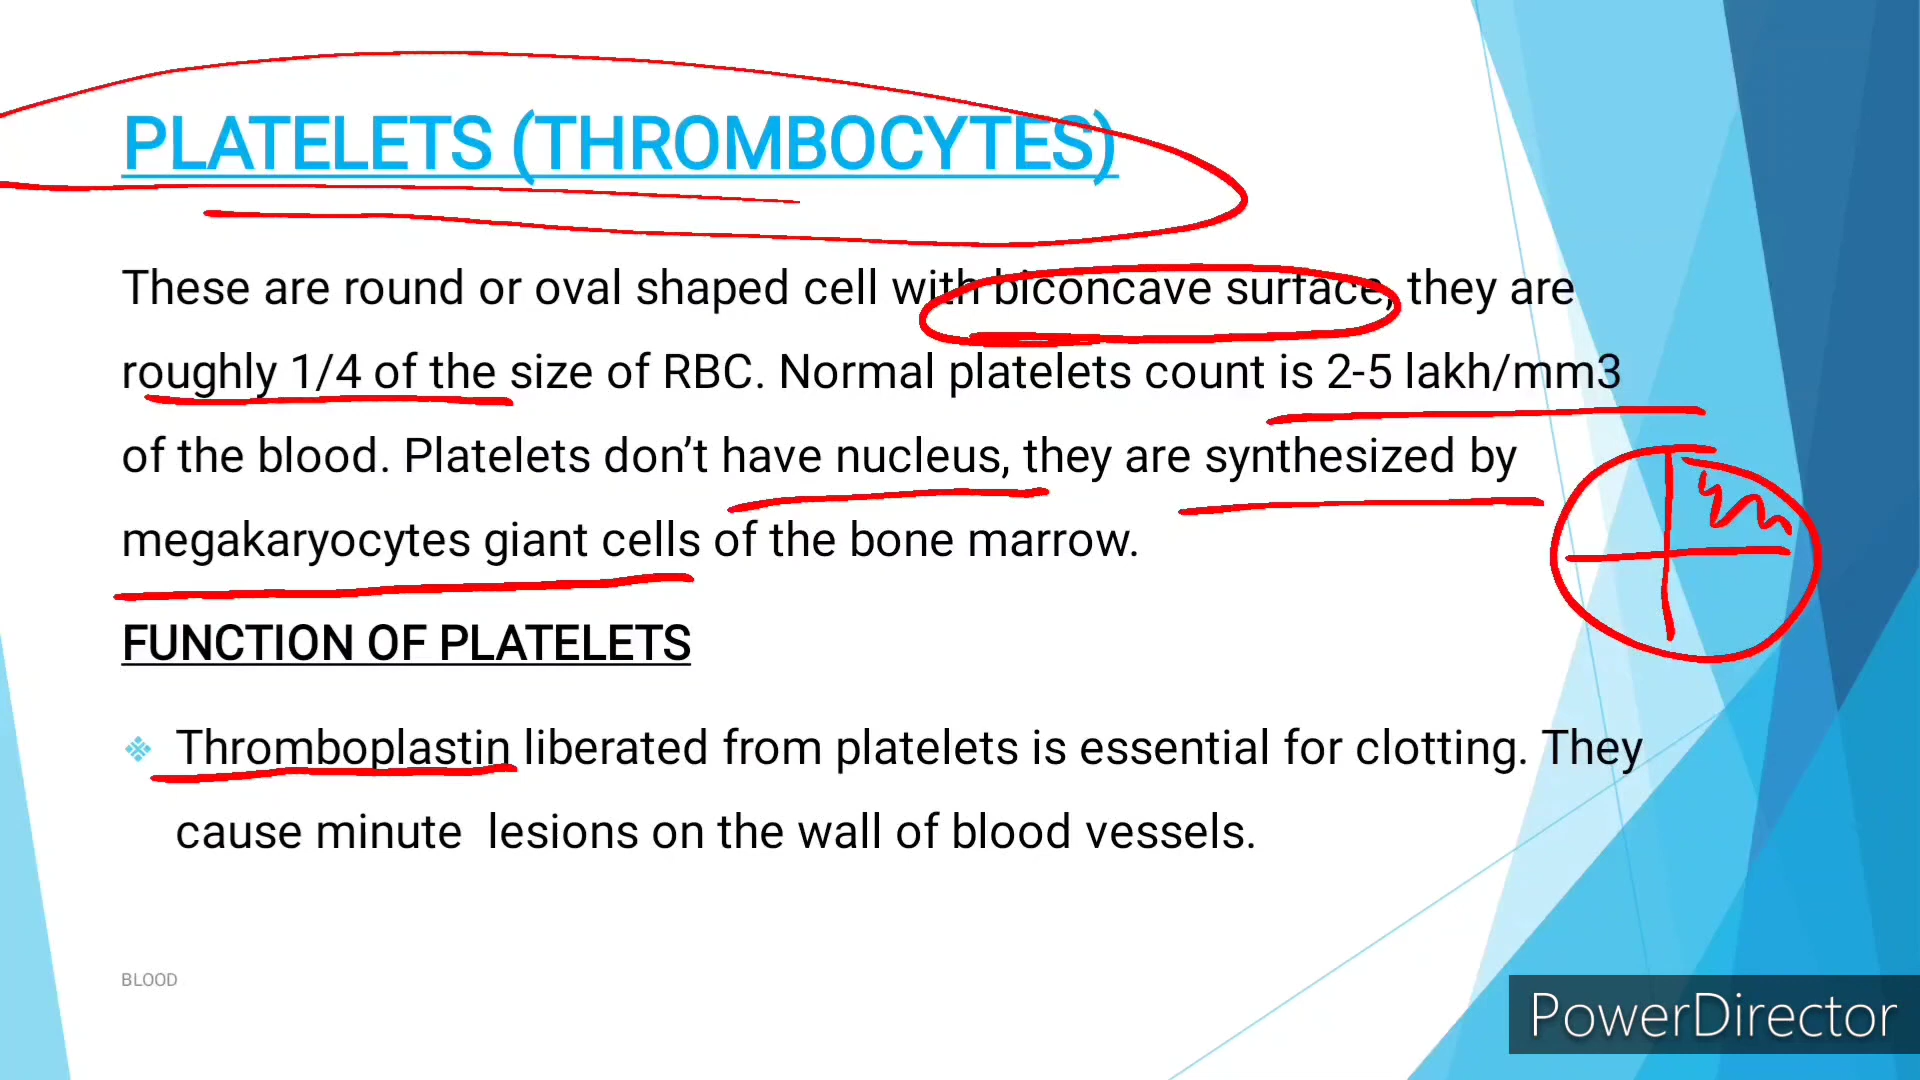 PLATELETS (THROMBOCYTES)
These are round or oval shaped cell with biconcave surface, they are
roughly 1/4 of the size of RBC. Normal platelets count is 2-5 lakh/mm3
of the blood. Platelets don’t have nucleus, they are synthesized by
megakaryocytes giant cells of the bone marrow.
FUNCTION OF PLATELETS
Thromboplastin liberated from platelets is essential for clotting. They
cause minute  lesions on the wall of blood vessels.
BLOOD
PowerDirector